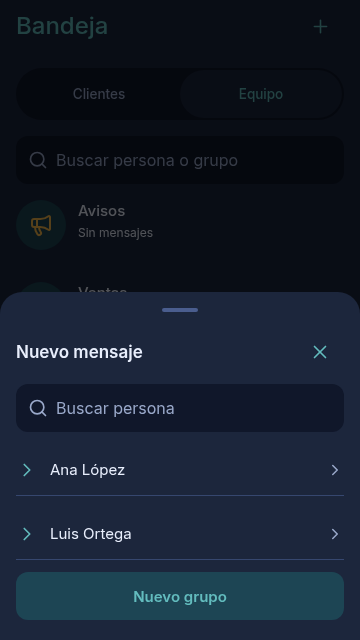 Bandeja
Clientes
Equipo
Buscar persona o grupo
Avisos
Sin mensajes
Ventas
Nuevo mensaje
Buscar persona
Ana López
Luis Ortega
Nuevo grupo